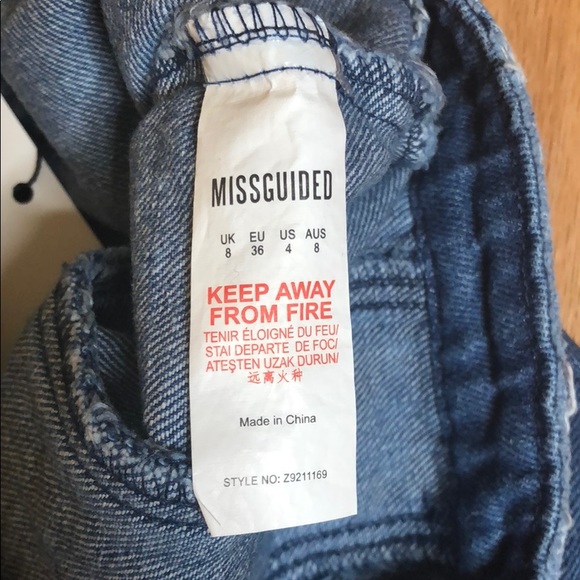 MISSGUIDED
UK EU US AUS
8 36 4 8
KEEP AWAY
FROM FIRE
TENIR ÉLOIGNÉ DU FEU/
STAI DEPARTE DE FOC/
ATEŞTEN UZAK DURUN/
远离火种
Made in China
STYLE NO: Z9211169